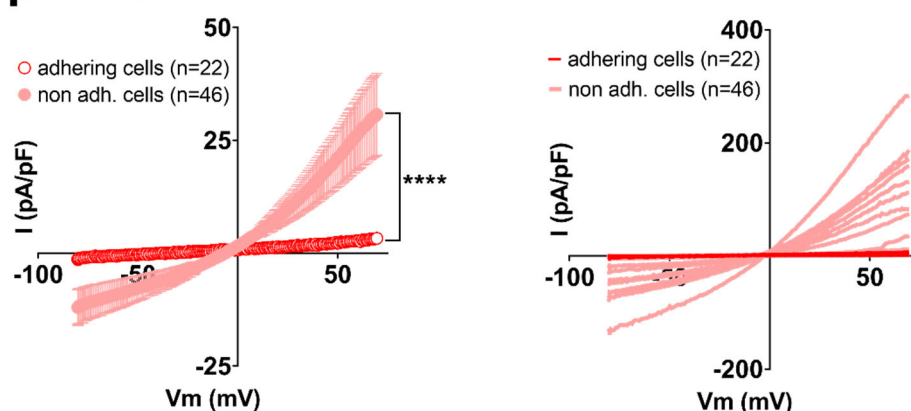 50
adhering cells (n=22)
non adh. cells (n=46)
25
I (pA/pF)
****
-100
-50
50
-25
Vm (mV)
400
adhering cells (n=22)
non adh. cells (n=46)
200
I (pA/pF)
-100
-50
50
-200
Vm (mV)